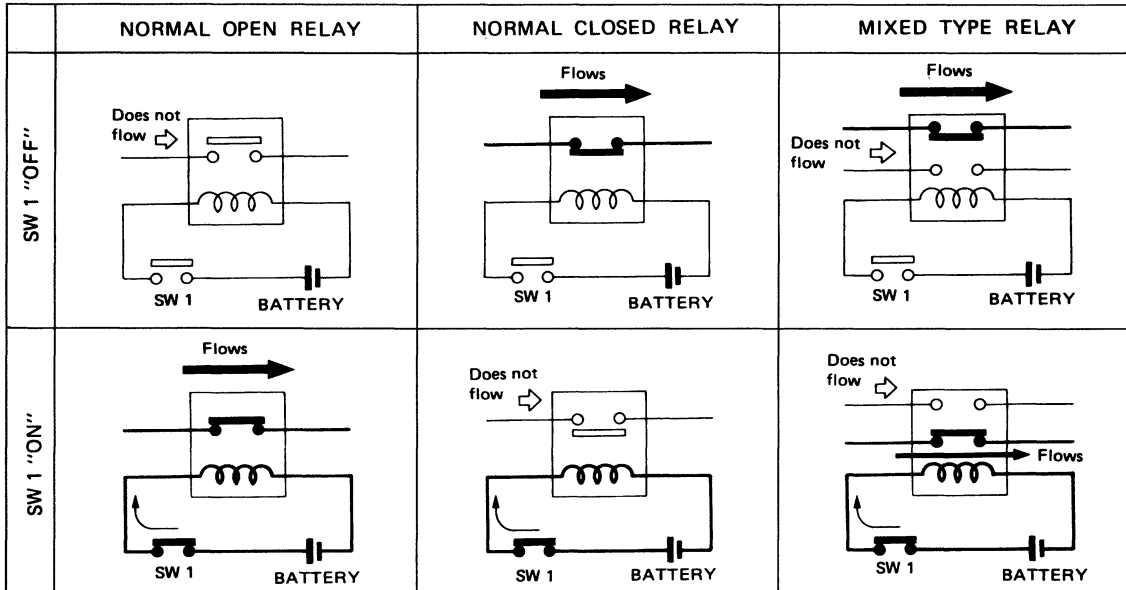 NORMAL OPEN RELAY
NORMAL CLOSED RELAY
MIXED TYPE RELAY
SW 1 "OFF"
Does not
flow
SW 1
BATTERY
Flows
SW 1
BATTERY
Flows
Does not
flow
SW 1
BATTERY
SW 1 "ON"
Flows
SW 1
BATTERY
Does not
flow
SW 1
BATTERY
Does not
flow
Flows
SW 1
BATTERY